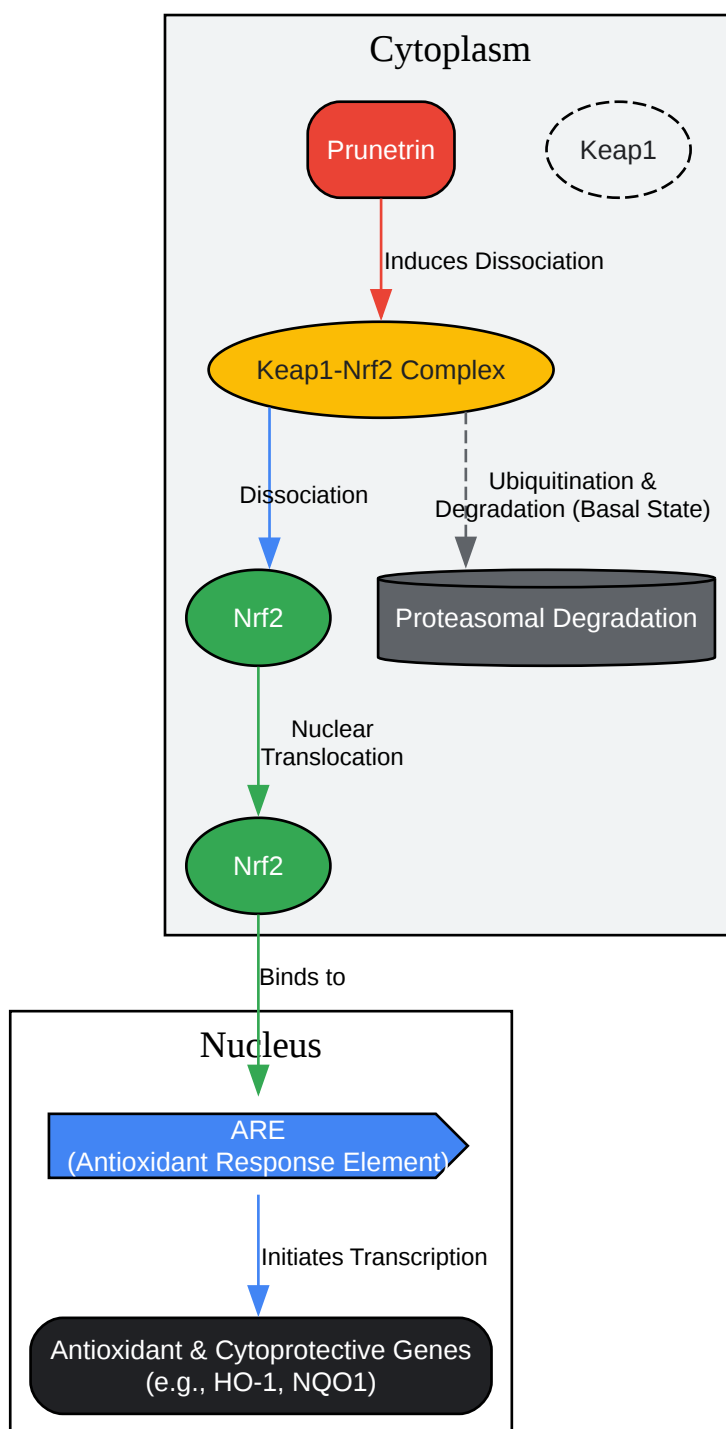 Cytoplasm
Prunetrin
Keap1
Induces Dissociation
Keap1-Nrf2 Complex
Dissociation
Ubiquitination &
Degradation (Basal State)
Nrf2
Proteasomal Degradation
Nuclear
Translocation
Nrf2
Binds to
Nucleus
ARE
(Antioxidant Response Element)
Initiates Transcription
Antioxidant & Cytoprotective Genes
(e.g., HO-1, NQO1)